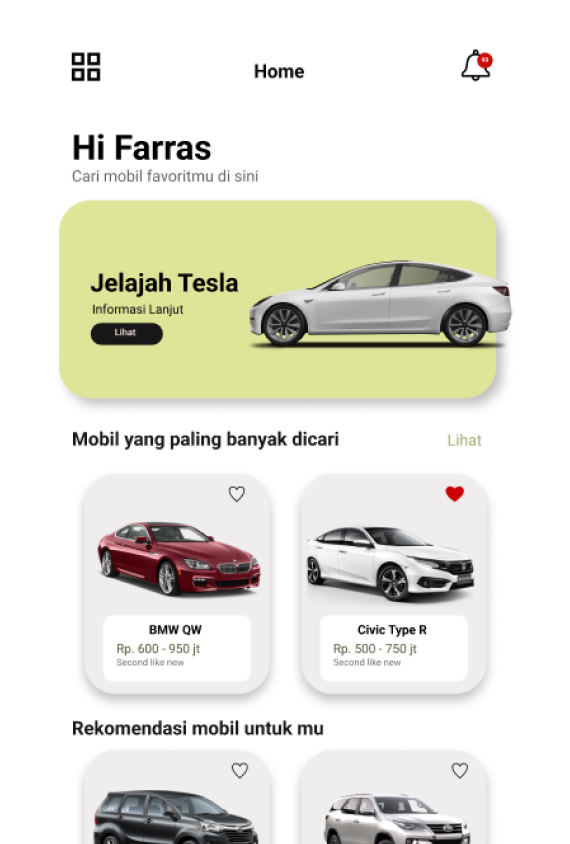 Home
99
Hi Farras
Cari mobil favoritmu di sini
Jelajah Tesla
Informasi Lanjut
Lihat
Mobil yang paling banyak dicari
Lihat
BMW QW
Rp. 600 - 950 jt
Second like new
Civic Type R
Rp. 500 - 750 jt
Second like new
Rekomendasi mobil untuk mu